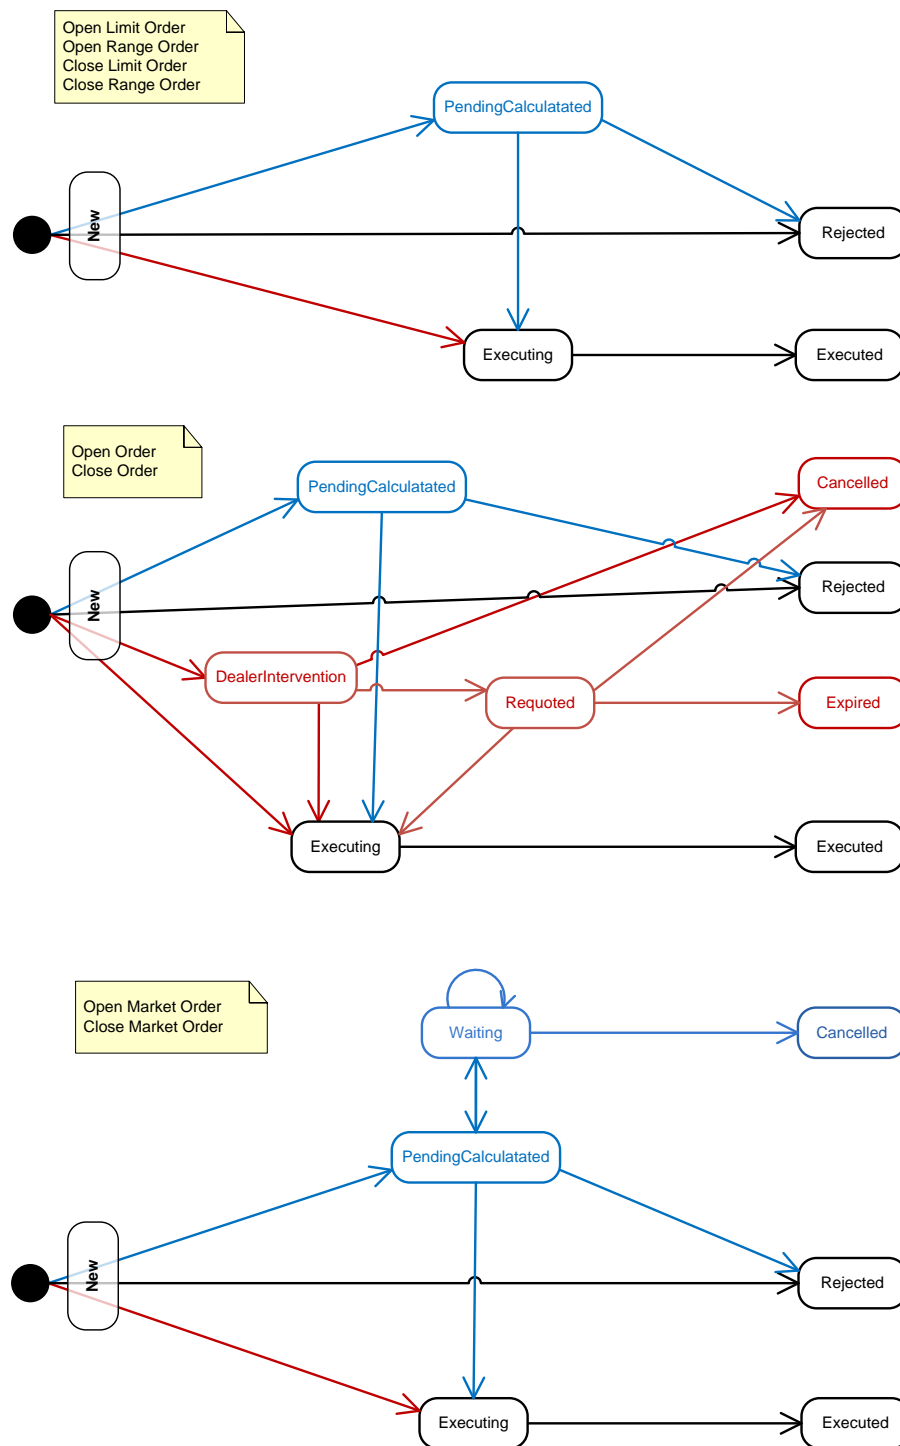 Open Limit Order
Open Range Order
Close Limit Order
Close Range Order
PendingCalculatated
New
Rejected
Executing
Executed
Open Order
Close Order
PendingCalculatated
Cancelled
New
Rejected
DealerIntervention
Requoted
Expired
Executing
Executed
Open Market Order
Close Market Order
Waiting
Cancelled
PendingCalculatated
New
Rejected
Executing
Executed